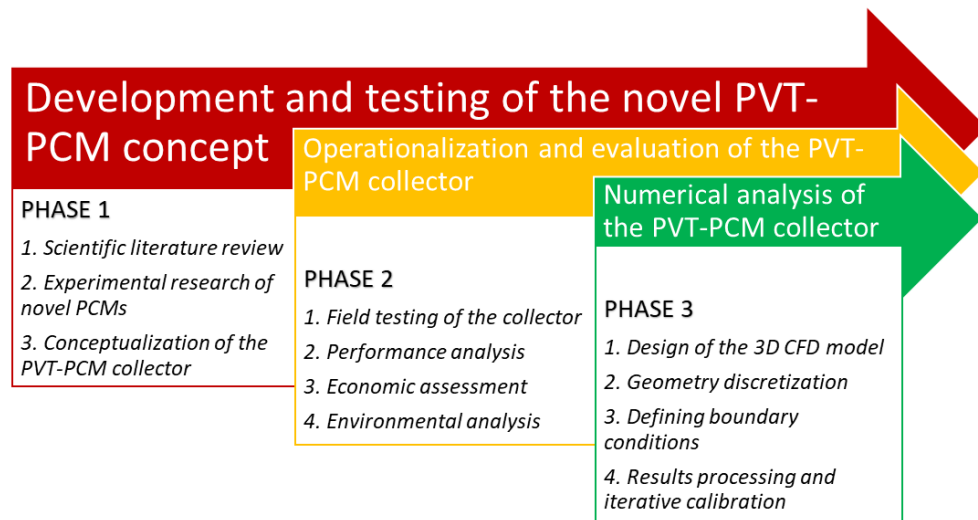 Development and testing of the novel PVT-
PCM concept
PHASE 1
1. Scientific literature review
2. Experimental research of
novel PCMs
3. Conceptualization of the
PVT-PCM collector
Operationalization and evaluation of the PVT-
PCM collector
PHASE 2
1. Field testing of the collector
2. Performance analysis
3. Economic assessment
4. Environmental analysis
Numerical analysis of
the PVT-PCM collector
PHASE 3
1. Design of the 3D CFD model
2. Geometry discretization
3. Defining boundary
conditions
4. Results processing and
iterative calibration